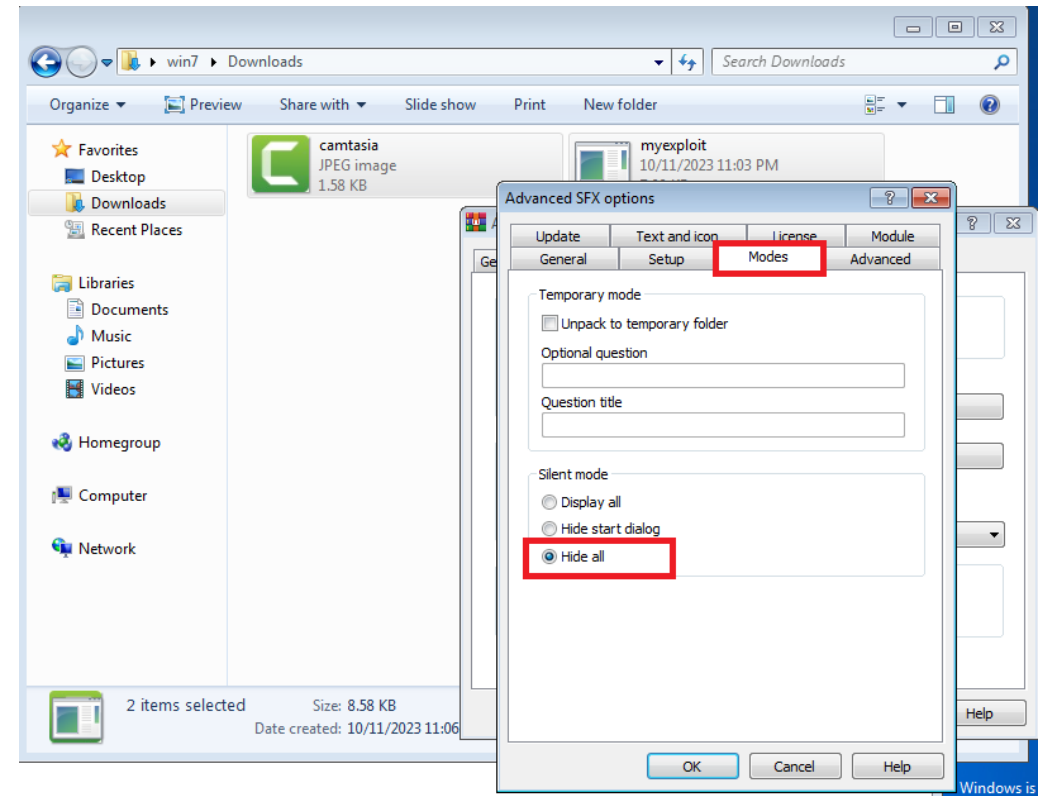 win7 Downloads
Search Downloads
Organize Preview Share with Slide show Print New folder
Favorites
Desktop
Downloads
Recent Places
Libraries
Documents
Music
Pictures
Videos
Homegroup
Computer
Network
camtasia
JPEG image
1.58 KB
myexploit
10/11/2023 11:03 PM
Advanced SFX options
Update Text and icon License Module
General Setup Modes Advanced
Temporary mode
Unpack to temporary folder
Optional question
Question title
Silent mode
Display all
Hide start dialog
Hide all
OK Cancel Help
A
Ge
Help
2 items selected Size: 8.58 KB
Date created: 10/11/2023 11:06
Windows is